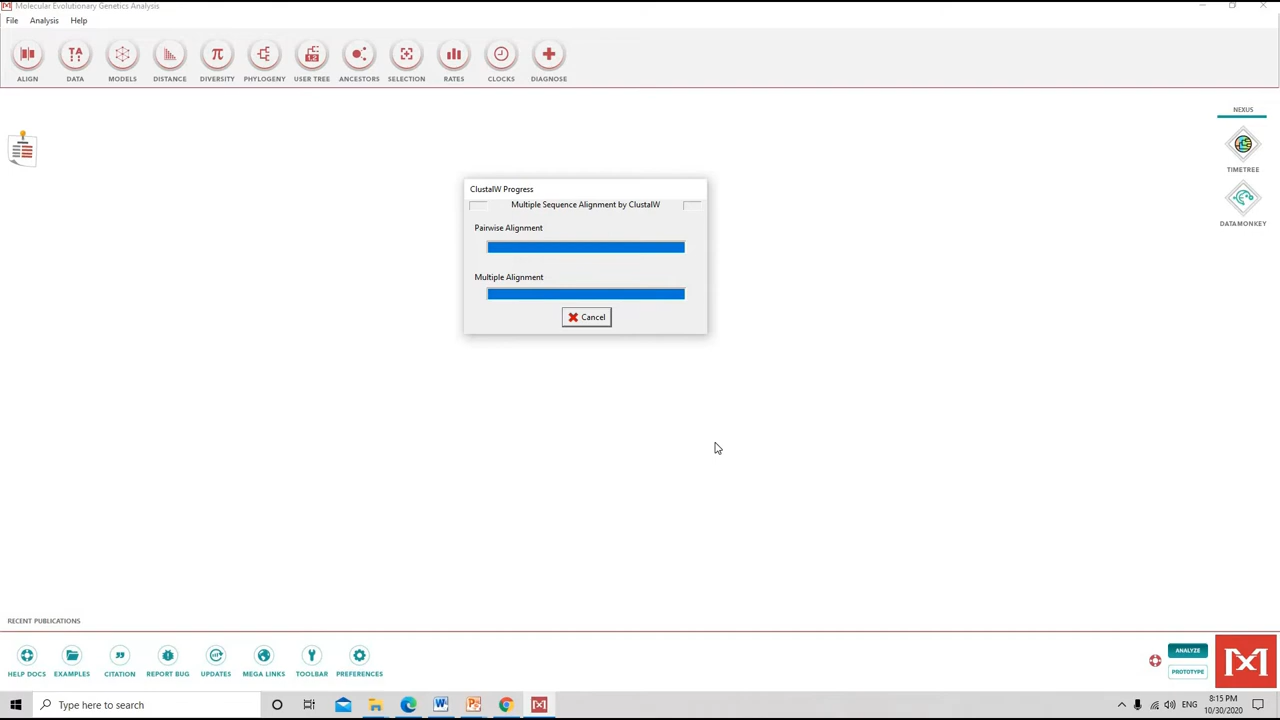 Molecular Evolutionary Genetics Analysis
File Analysis Help
ALIGN DATA MODELS DISTANCE DIVERSITY PHYLOGENY USER TREE ANCESTORS SELECTION RATES CLOCKS DIAGNOSE
NEXUS
TIMETREE
DATAMONKEY
ClustalW Progress
Multiple Sequence Alignment by ClustalW
Pairwise Alignment
Multiple Alignment
Cancel
RECENT PUBLICATIONS
HELP DOCS EXAMPLES CITATION REPORT BUG UPDATES MEGA LINKS TOOLBAR PREFERENCES
ANALYZE
PROTOTYPE
Type here to search
ENG
8:15 PM
10/30/2020